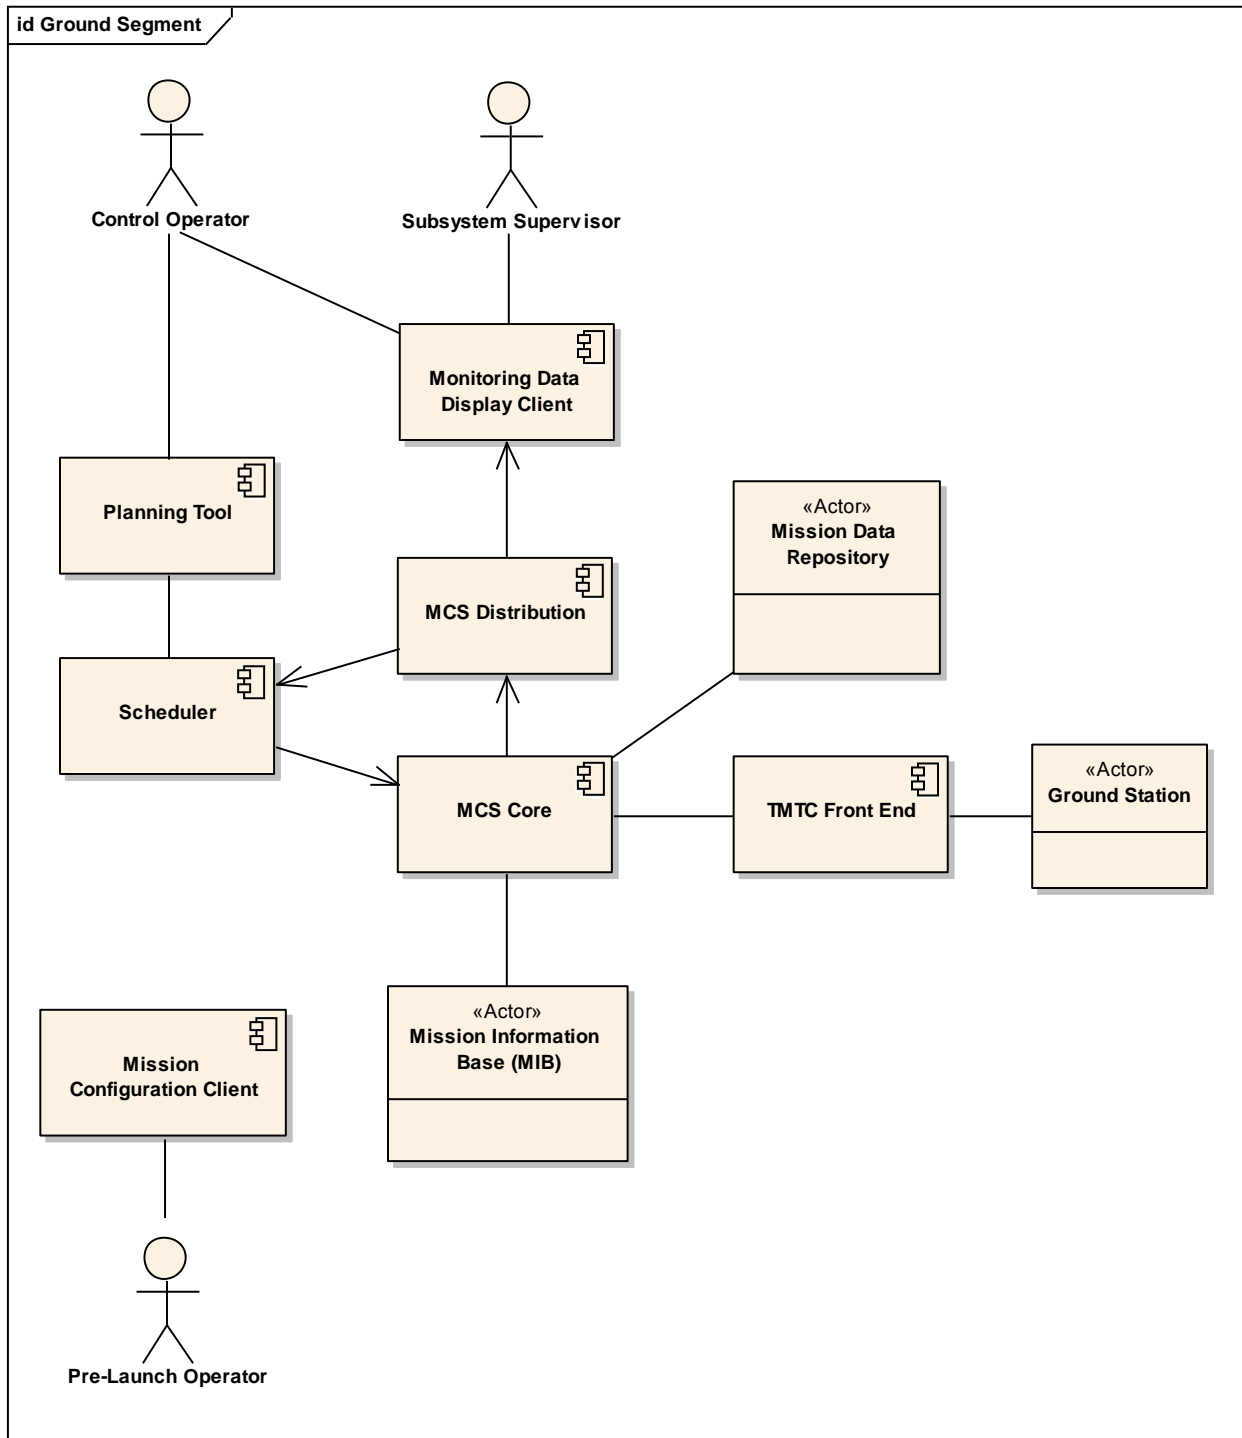 id Ground Segment
Control Operator
Subsystem Supervisor
Monitoring Data
Display Client
Planning Tool
«Actor»
Mission Data
Repository
MCS Distribution
Scheduler
MCS Core
TMTC Front End
«Actor»
Ground Station
«Actor»
Mission Information
Base (MIB)
Mission
Configuration Client
Pre-Launch Operator